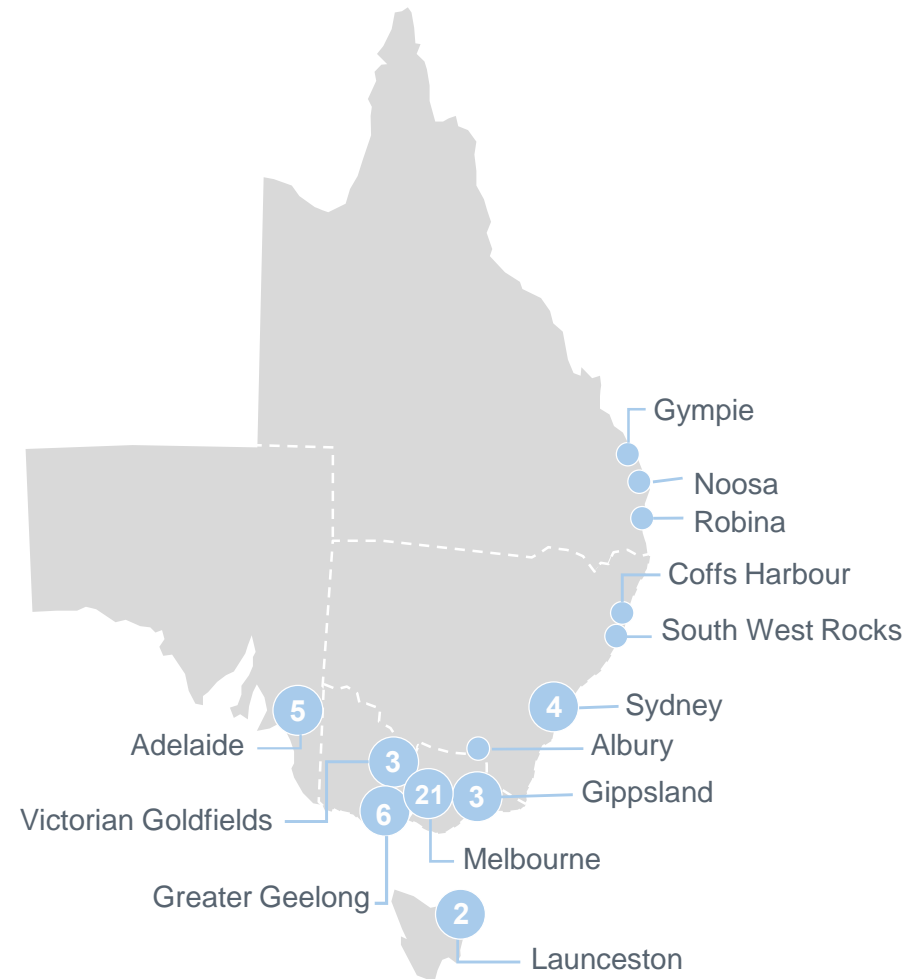 Gympie
Noosa
Robina
Coffs Harbour
South West Rocks
4
Sydney
5
Adelaide
Albury
3
Victorian Goldfields
21
3
Gippsland
6
Melbourne
Greater Geelong
2
Launceston